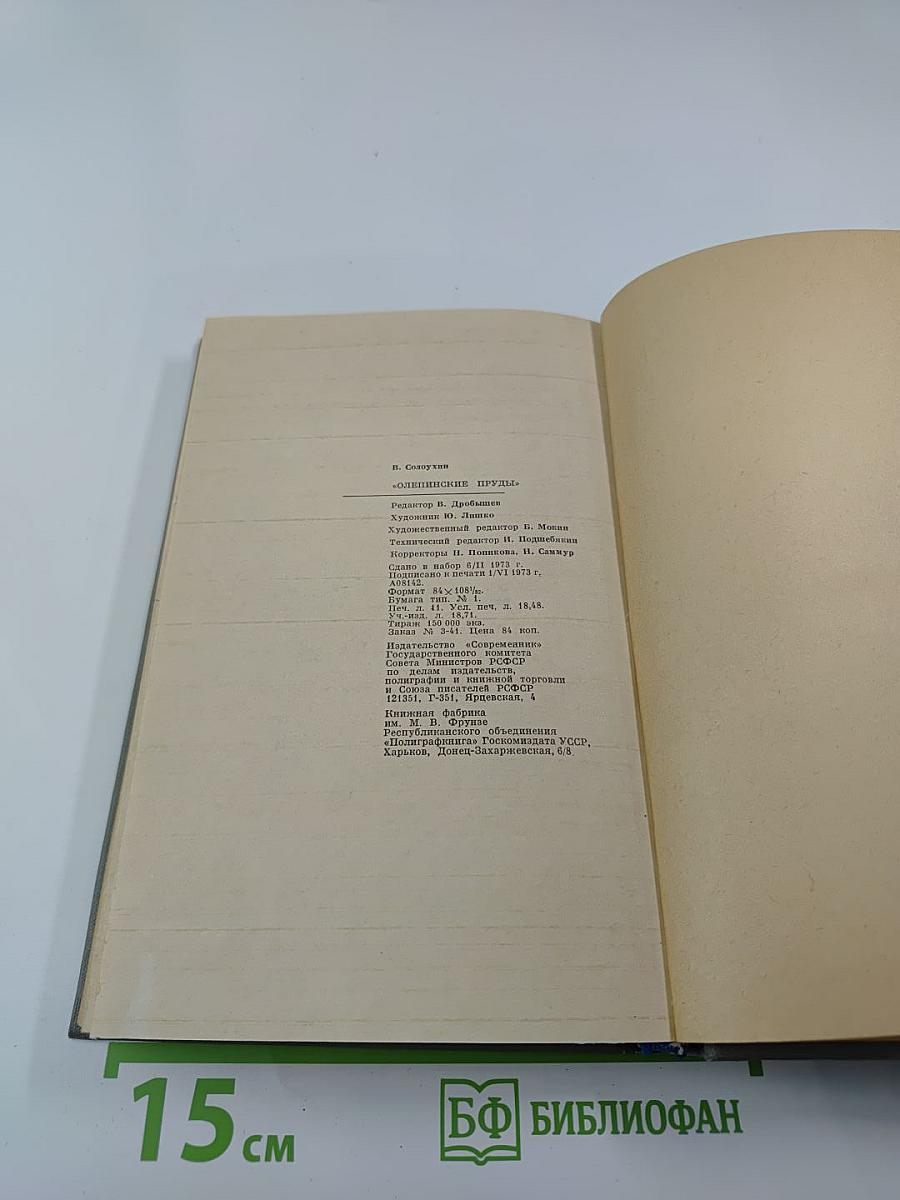 В. Солоухин
«ОЛЕПИНСКИЕ ПРУДЫ»
Редактор В. Дробышев
Художник Ю. Лишко
Художественный редактор Б. Мокин
Технический редактор И. Подшебякин
Корректоры Н. Попикова, Н. Саммур
Сдано в набор 6/II 1973 г.
Подписано к печати 1/VI 1973 г.
А08142.
Формат 84×108¹/₃₂.
Бумага тип. № 1.
Печ. л. 11. Усл. печ. л. 18,48.
Уч.-изд. л. 18,71.
Тираж 150 000 экз.
Заказ № 3-41. Цена 84 коп.
Издательство «Современник»
Государственного комитета
Совета Министров РСФСР
по делам издательств,
полиграфии и книжной торговли
и Союза писателей РСФСР
121351, Г-351, Ярцевская, 4
Книжная фабрика
им. М. В. Фрунзе
Республиканского объединения
«Полиграфкнига» Госкомиздата УССР,
Харьков, Донец-Захаржевская, 6/8.
15 см
БФ БИБЛИОФАН